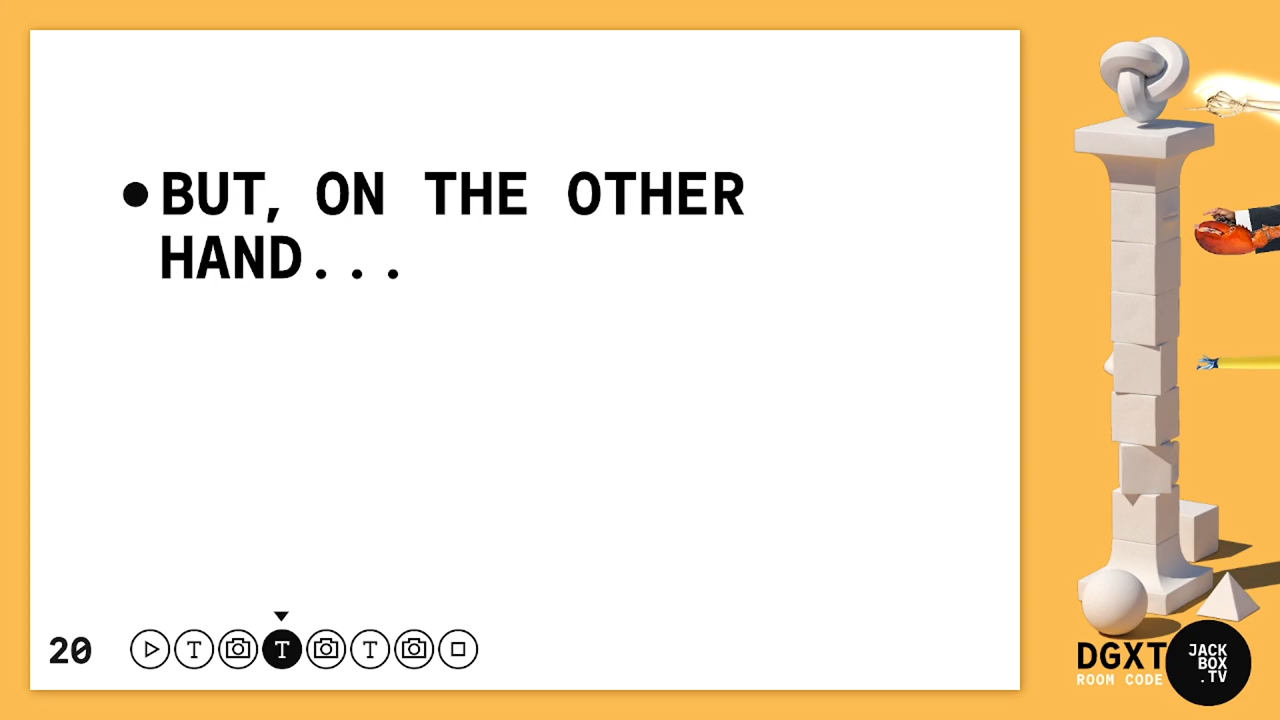 BUT, ON THE OTHER
HAND...
20
T
T
T
DGXT
ROOM CODE
JACK
BOX
.TV